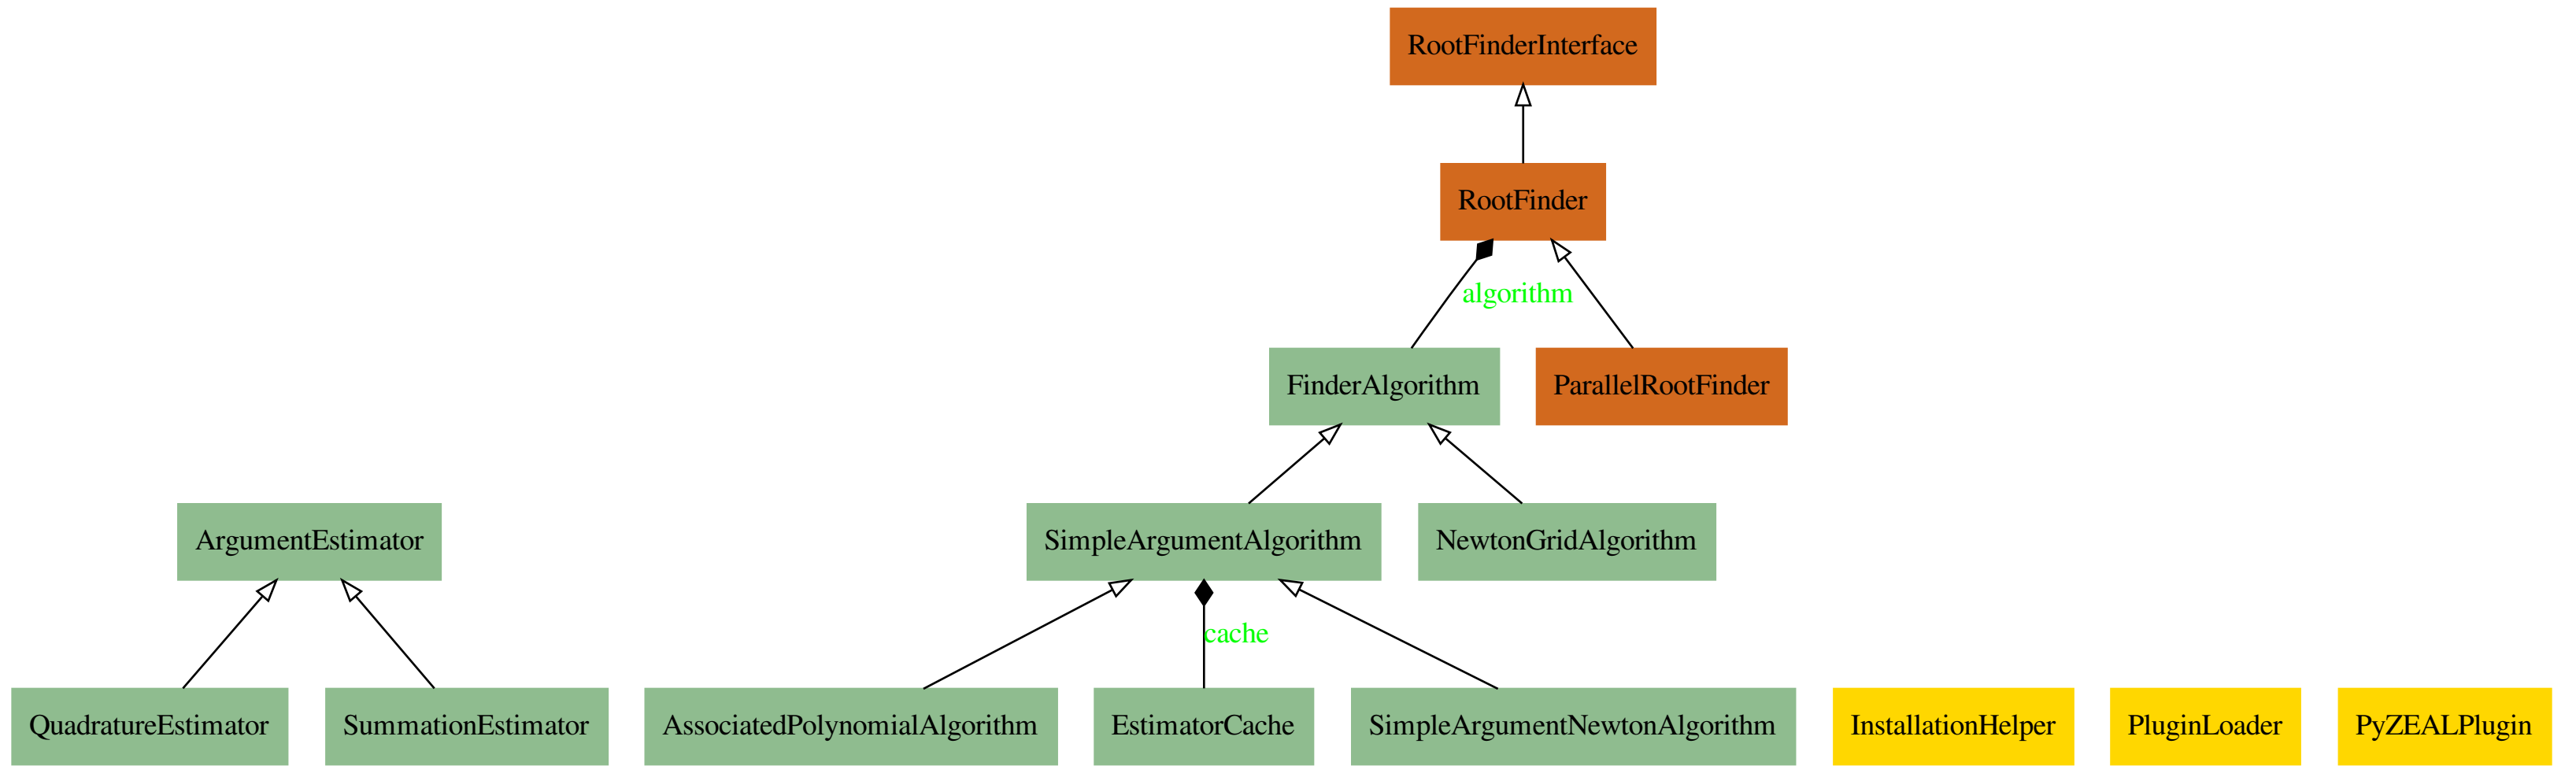 RootFinderInterface
RootFinder
algorithm
FinderAlgorithm
ParallelRootFinder
ArgumentEstimator
SimpleArgumentAlgorithm
NewtonGridAlgorithm
cache
QuadratureEstimator
SummationEstimator
AssociatedPolynomialAlgorithm
EstimatorCache
SimpleArgumentNewtonAlgorithm
InstallationHelper
PluginLoader
PyZEALPlugin